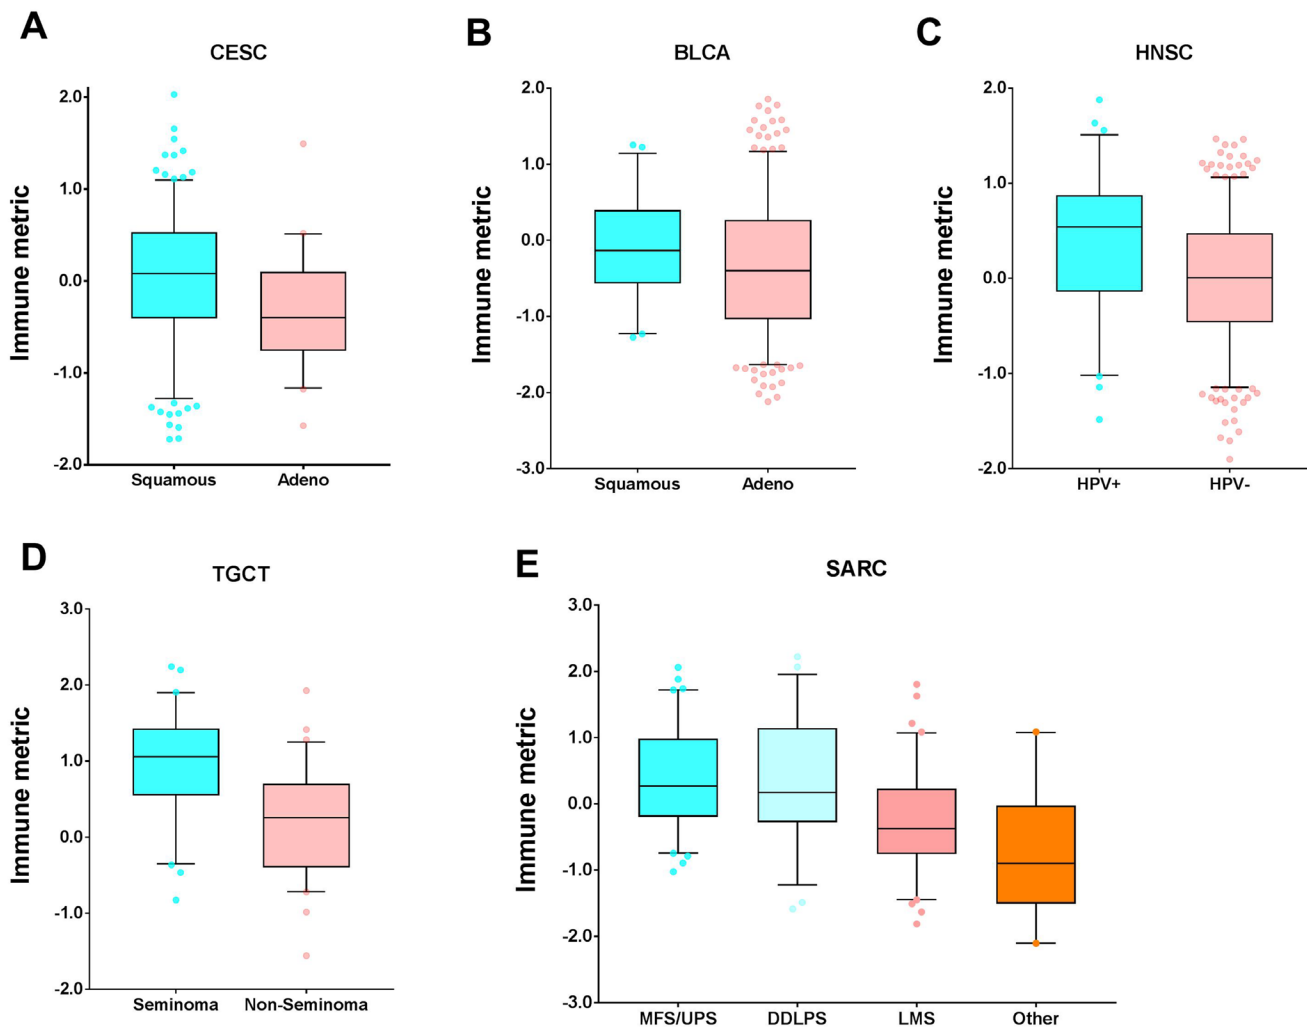 A
CESC
Immune metric
2.0
1.0
0.0
-1.0
-2.0
Squamous
Adeno
B
BLCA
Immune metric
2.0
1.0
0.0
-1.0
-2.0
-3.0
Squamous
Adeno
C
HNSC
Immune metric
2.0
1.0
0.0
-1.0
-2.0
HPV+
HPV-
D
TGCT
Immune metric
3.0
2.0
1.0
0.0
-1.0
-2.0
Seminoma
Non-Seminoma
E
SARC
Immune metric
3.0
2.0
1.0
0.0
-1.0
-2.0
-3.0
MFS/UPS
DDLPS
LMS
Other